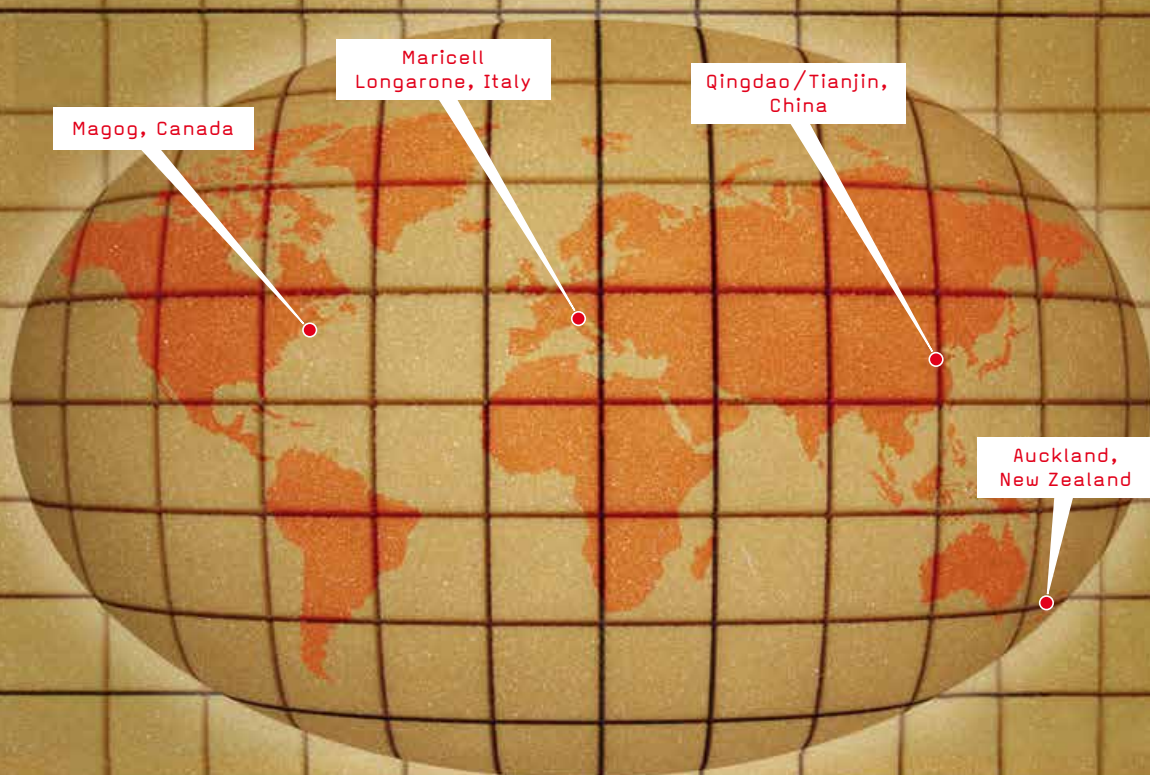 Magog, Canada
Maricell
Longarone, Italy
Qingdao/Tianjin,
China
Auckland,
New Zealand